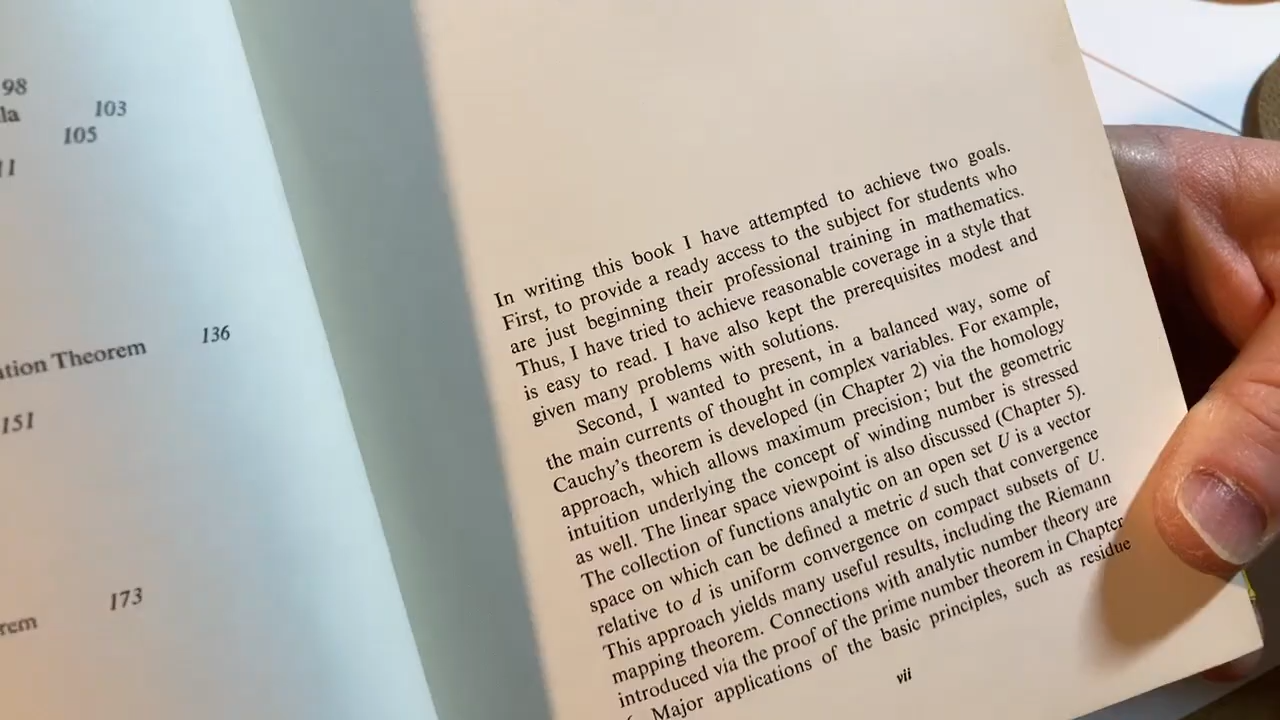 98
la 103
105
11
ation Theorem 136
151
rem 173
In writing this book I have attempted to achieve two goals.
First, to provide a ready access to the subject for students who
are just beginning their professional training in mathematics.
Thus, I have tried to achieve reasonable coverage in a style that
is easy to read. I have also kept the prerequisites modest and
given many problems with solutions.
Second, I wanted to present, in a balanced way, some of
the main currents of thought in complex variables. For example,
Cauchy's theorem is developed (in Chapter 2) via the homology
approach, which allows maximum precision; but the geometric
intuition underlying the concept of winding number is stressed
as well. The linear space viewpoint is also discussed (Chapter 5).
The collection of functions analytic on an open set U is a vector
space on which can be defined a metric d such that convergence
relative to d is uniform convergence on compact subsets of U.
This approach yields many useful results, including the Riemann
mapping theorem. Connections with analytic number theory are
introduced via the proof of the prime number theorem in Chapter
Major applications of the basic principles, such as residue
vii